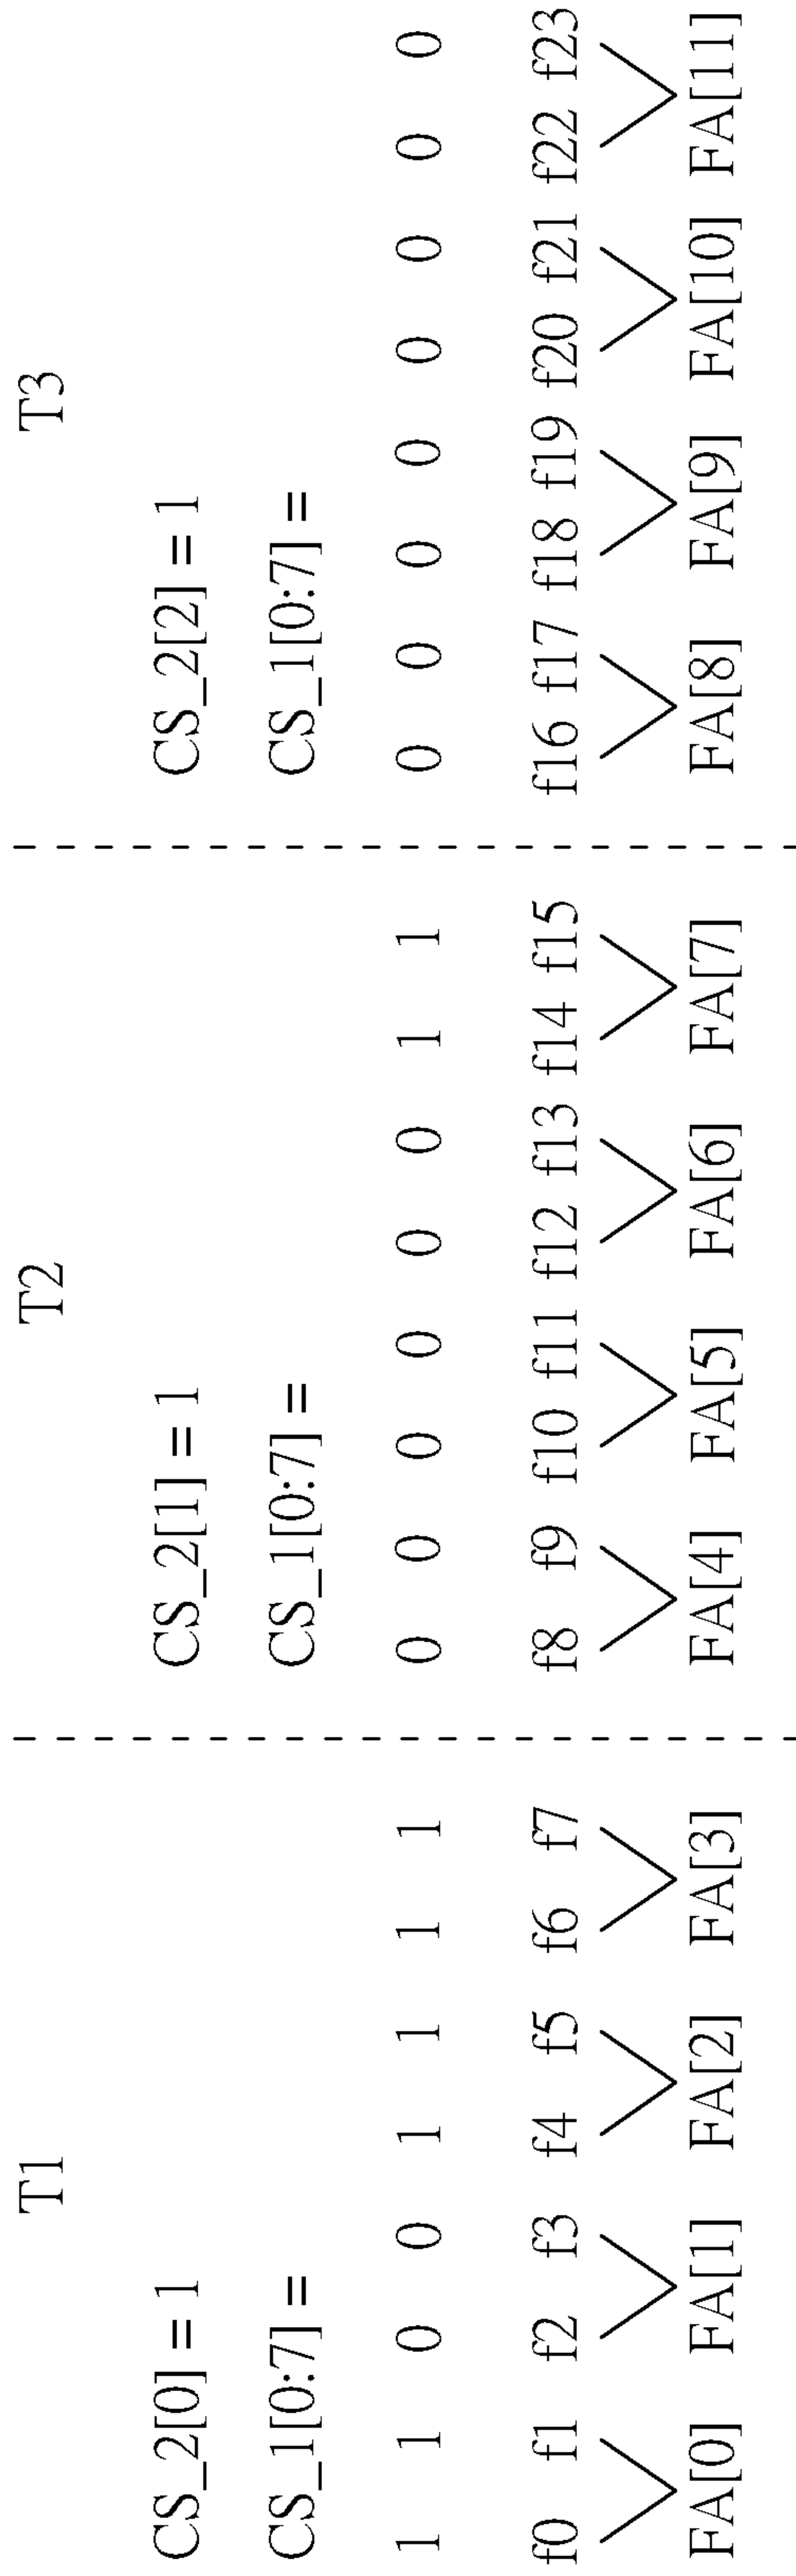 T1
CS_2[0] = 1
CS_1[0:7] =
1 1 0 0 1 1 1 1
f0 f1 f2 f3 f4 f5 f6 f7
FA[0] FA[1] FA[2] FA[3]
T2
CS_2[1] = 1
CS_1[0:7] =
0 0 0 0 0 0 1 1
f8 f9 f10 f11 f12 f13 f14 f15
FA[4] FA[5] FA[6] FA[7]
T3
CS_2[2] = 1
CS_1[0:7] =
0 0 0 0 0 0 0 0
f16 f17 f18 f19 f20 f21 f22 f23
FA[8] FA[9] FA[10] FA[11]